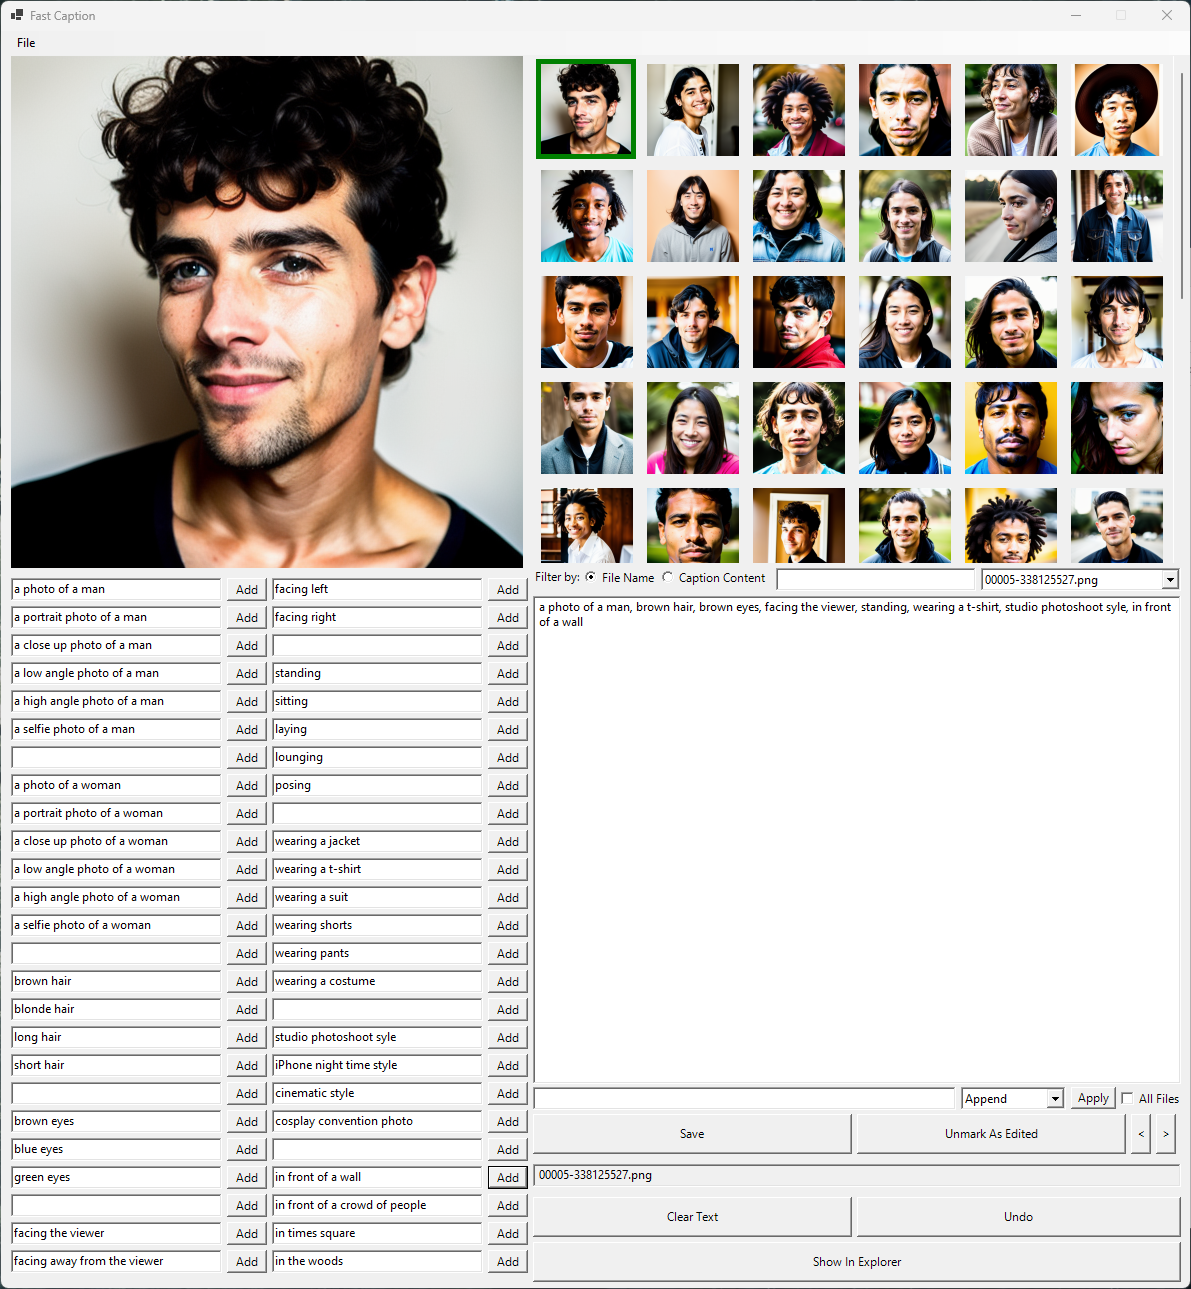 Fast Caption
File
Filter by: File Name Caption Content 00005-338125527.png
a photo of a man, brown hair, brown eyes, facing the viewer, standing, wearing a t-shirt, studio photoshoot syle, in front
of a wall
a photo of a man Add facing left Add
a portrait photo of a man Add facing right Add
a close up photo of a man Add Add
a low angle photo of a man Add standing Add
a high angle photo of a man Add sitting Add
a selfie photo of a man Add laying Add
Add lounging Add
a photo of a woman Add posing Add
a portrait photo of a woman Add Add
a close up photo of a woman Add wearing a jacket Add
a low angle photo of a woman Add wearing a t-shirt Add
a high angle photo of a woman Add wearing a suit Add
a selfie photo of a woman Add wearing shorts Add
Add wearing pants Add
brown hair Add wearing a costume Add
blonde hair Add Add
long hair Add studio photoshoot syle Add
short hair Add iPhone night time style Add
Add cinematic style Add
brown eyes Add cosplay convention photo Add
blue eyes Add Add
green eyes Add in front of a wall Add
Add in front of a crowd of people Add
facing the viewer Add in times square Add
facing away from the viewer Add in the woods Add
Append Apply All Files
Save Unmark As Edited < >
00005-338125527.png
Clear Text Undo
Show In Explorer